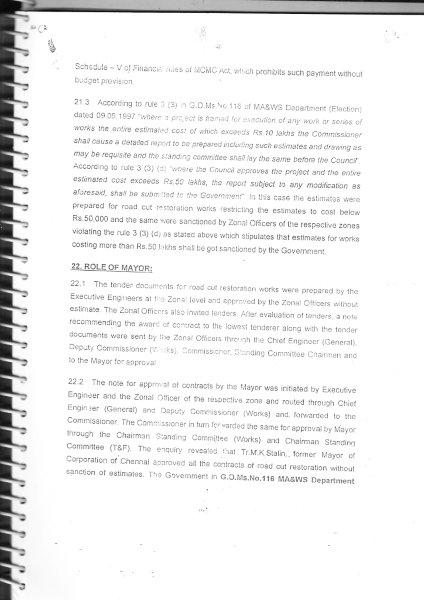 Schedule – V of Financial rules of MCMC Act, which prohibits such payment without
budget provision.
21.3 According to rule 3 (3) in G.O.Ms.No.116 of MA&WS Department (Election)
dated 09.05.1997 "where a project is framed for execution of any work or series of
works the entire estimated cost of which exceeds Rs.10 lakhs the Commissioner
shall cause a detailed report to be prepared including such estimates and drawing as
may be requisite and the standing committee shall lay the same before the Council'.
According to rule 3 (3) (d) "where the Council approves the project and the entire
estimated cost exceeds Rs.50 lakhs, the report subject to any modification as
aforesaid, shall be submitted to the Government". In this case the estimates were
prepared for road cut restoration works restricting the estimates to cost below
Rs.50,000 and the same were sanctioned by Zonal Officers of the respective zones
violating the rule 3 (3) (d) as stated above which stipulates that estimates for works
costing more than Rs.50 lakhs shall be got sanctioned by the Government.
22. ROLE OF MAYOR:
22.1 The tender documents for road cut restoration works were prepared by the
Executive Engineers at the Zonal level and approved by the Zonal Officers without
estimate. The Zonal Officers also invited tenders. After evaluation of tenders, a note
recommending the award of contract to the lowest tenderer along with the tender
documents were sent by the Zonal Officers through the Chief Engineer (General),
Deputy Commissioner (Works), Commissioner, Standing Committee Chairman and
to the Mayor for approval.
22.2 The note for approval of contracts by the Mayor was initiated by Executive
Engineer and the Zonal Officer of the respective zone and routed through Chief
Engineer (General) and Deputy Commissioner (Works) and forwarded to the
Commissioner. The Commissioner in turn forwarded the same for approval by Mayor
through the Chairman Standing Committee (Works) and Chairman Standing
Committee (T&F). The enquiry revealed that Tr.M.K.Stalin, former Mayor of
Corporation of Chennai approved all the contracts of road cut restoration without
sanction of estimates. The Government in G.O.Ms.No.116 MA&WS Department